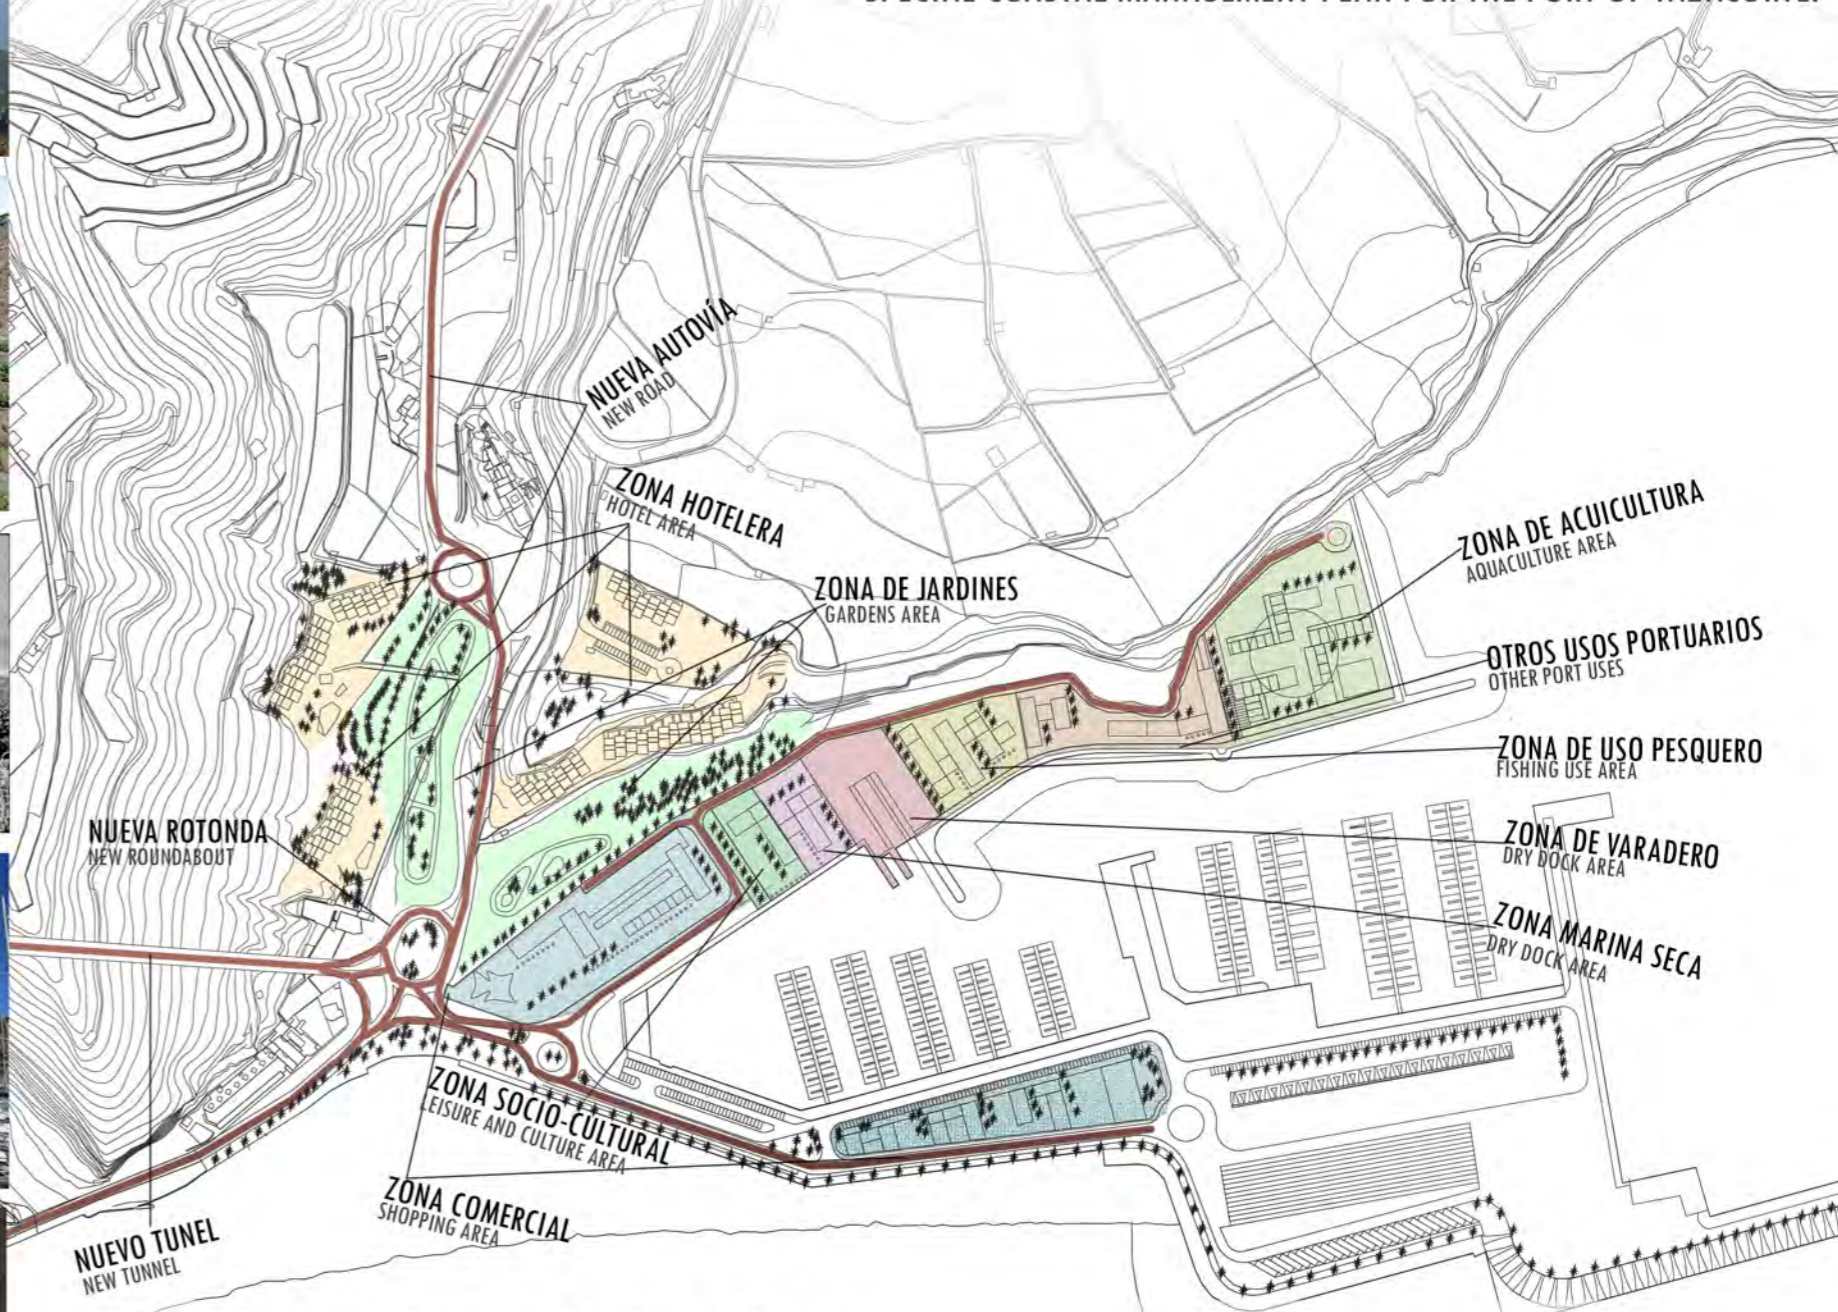 NUEVA AUTOVÍA
NEW ROAD
ZONA HOTELERA
HOTEL AREA
ZONA DE JARDINES
GARDENS AREA
ZONA DE ACUICULTURA
AQUACULTURE AREA
OTROS USOS PORTUARIOS
OTHER PORT USES
ZONA DE USO PESQUERO
FISHING USE AREA
NUEVA ROTONDA
NEW ROUNDABOUT
ZONA DE VARADERO
DRY DOCK AREA
ZONA MARINA SECA
DRY DOCK AREA
ZONA SOCIO-CULTURAL
LEISURE AND CULTURE AREA
ZONA COMERCIAL
SHOPPING AREA
NUEVO TUNEL
NEW TUNNEL